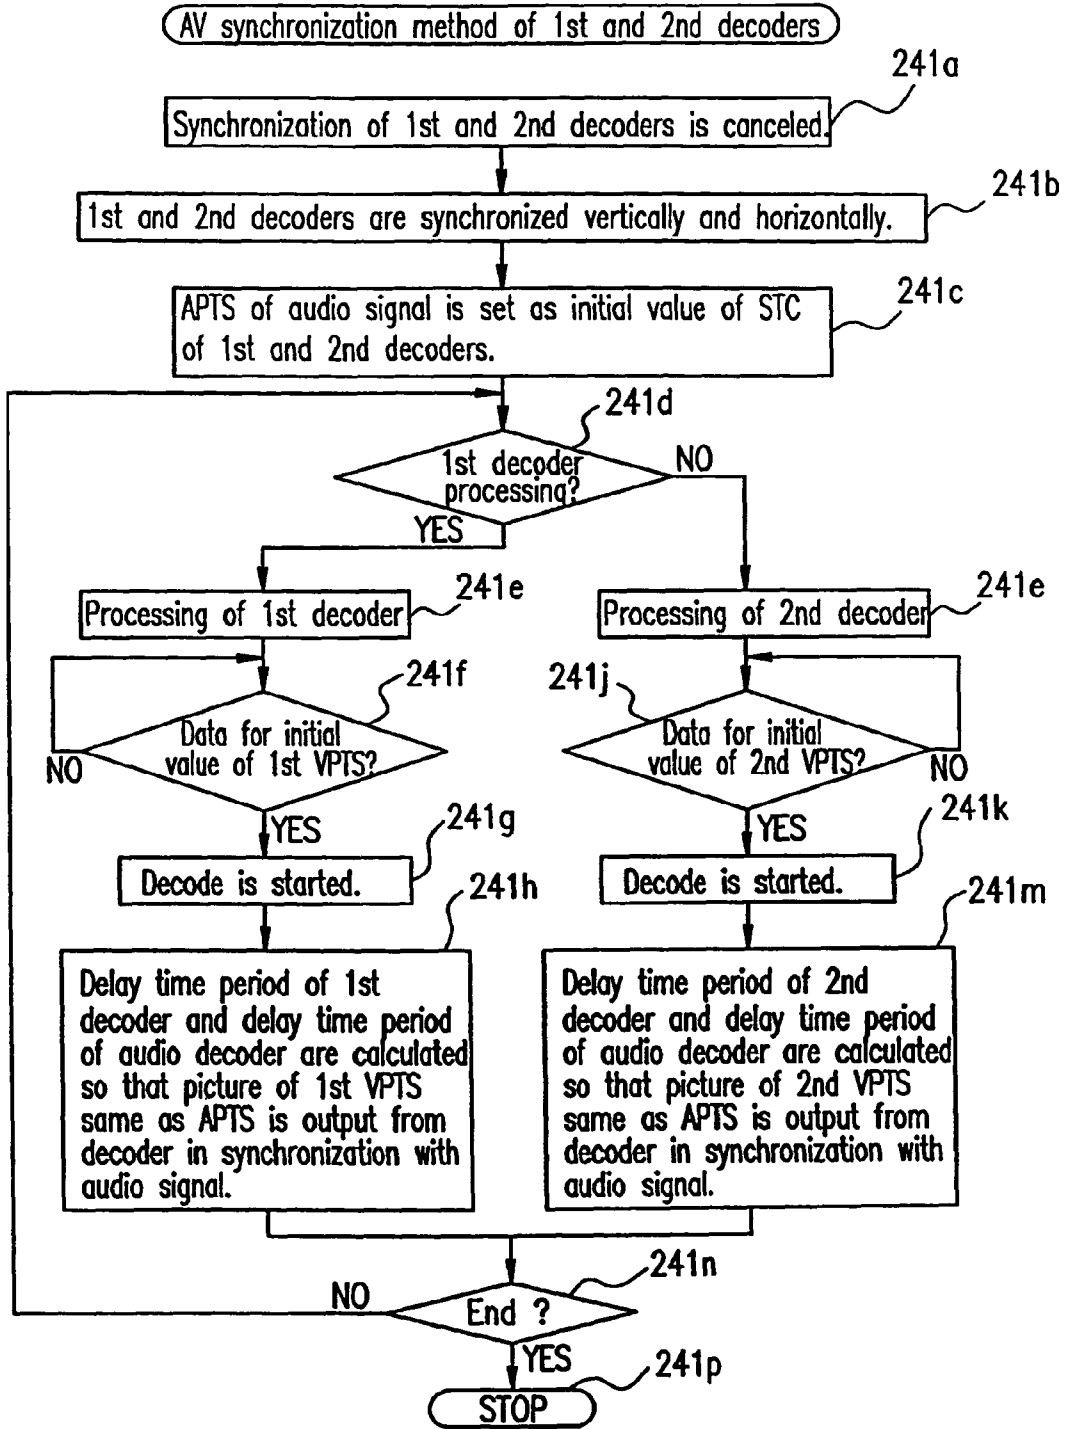 AV synchronization method of 1st and 2nd decoders
241a
Synchronization of 1st and 2nd decoders is canceled.
241b
1st and 2nd decoders are synchronized vertically and horizontally.
241c
APTS of audio signal is set as initial value of STC
of 1st and 2nd decoders.
241d
1st decoder
processing?
NO
YES
241e
Processing of 1st decoder
241e
Processing of 2nd decoder
241f
Data for initial
value of 1st VPTS?
NO
YES
241j
Data for initial
value of 2nd VPTS?
NO
YES
241g
Decode is started.
241k
Decode is started.
241h
Delay time period of 1st
decoder and delay time period
of audio decoder are calculated
so that picture of 1st VPTS
same as APTS is output from
decoder in synchronization with
audio signal.
241m
Delay time period of 2nd
decoder and delay time period
of audio decoder are calculated
so that picture of 2nd VPTS
same as APTS is output from
decoder in synchronization with
audio signal.
241n
NO
End ?
YES
241p
STOP